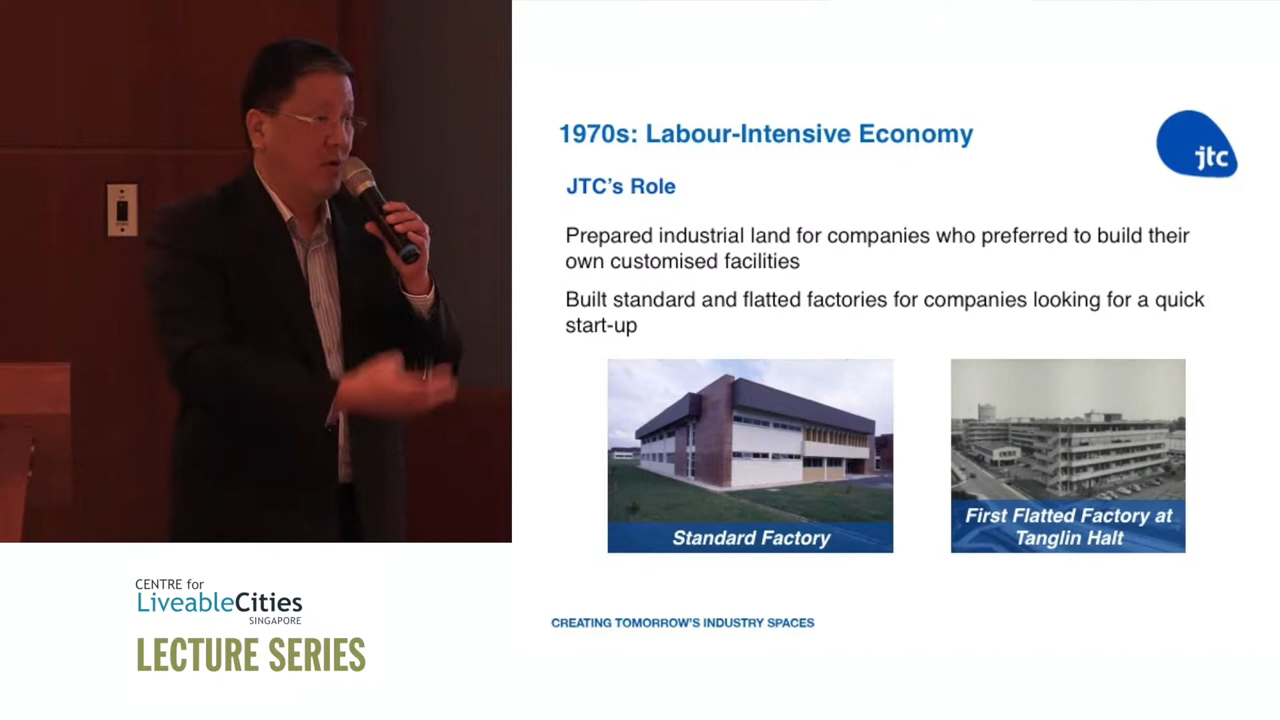 1970s: Labour-Intensive Economy
jtc
JTC's Role
Prepared industrial land for companies who preferred to build their
own customised facilities
Built standard and flatted factories for companies looking for a quick
start-up
Standard Factory
First Flatted Factory at
Tanglin Halt
CREATING TOMORROW'S INDUSTRY SPACES
CENTRE for
LiveableCities
SINGAPORE
LECTURE SERIES